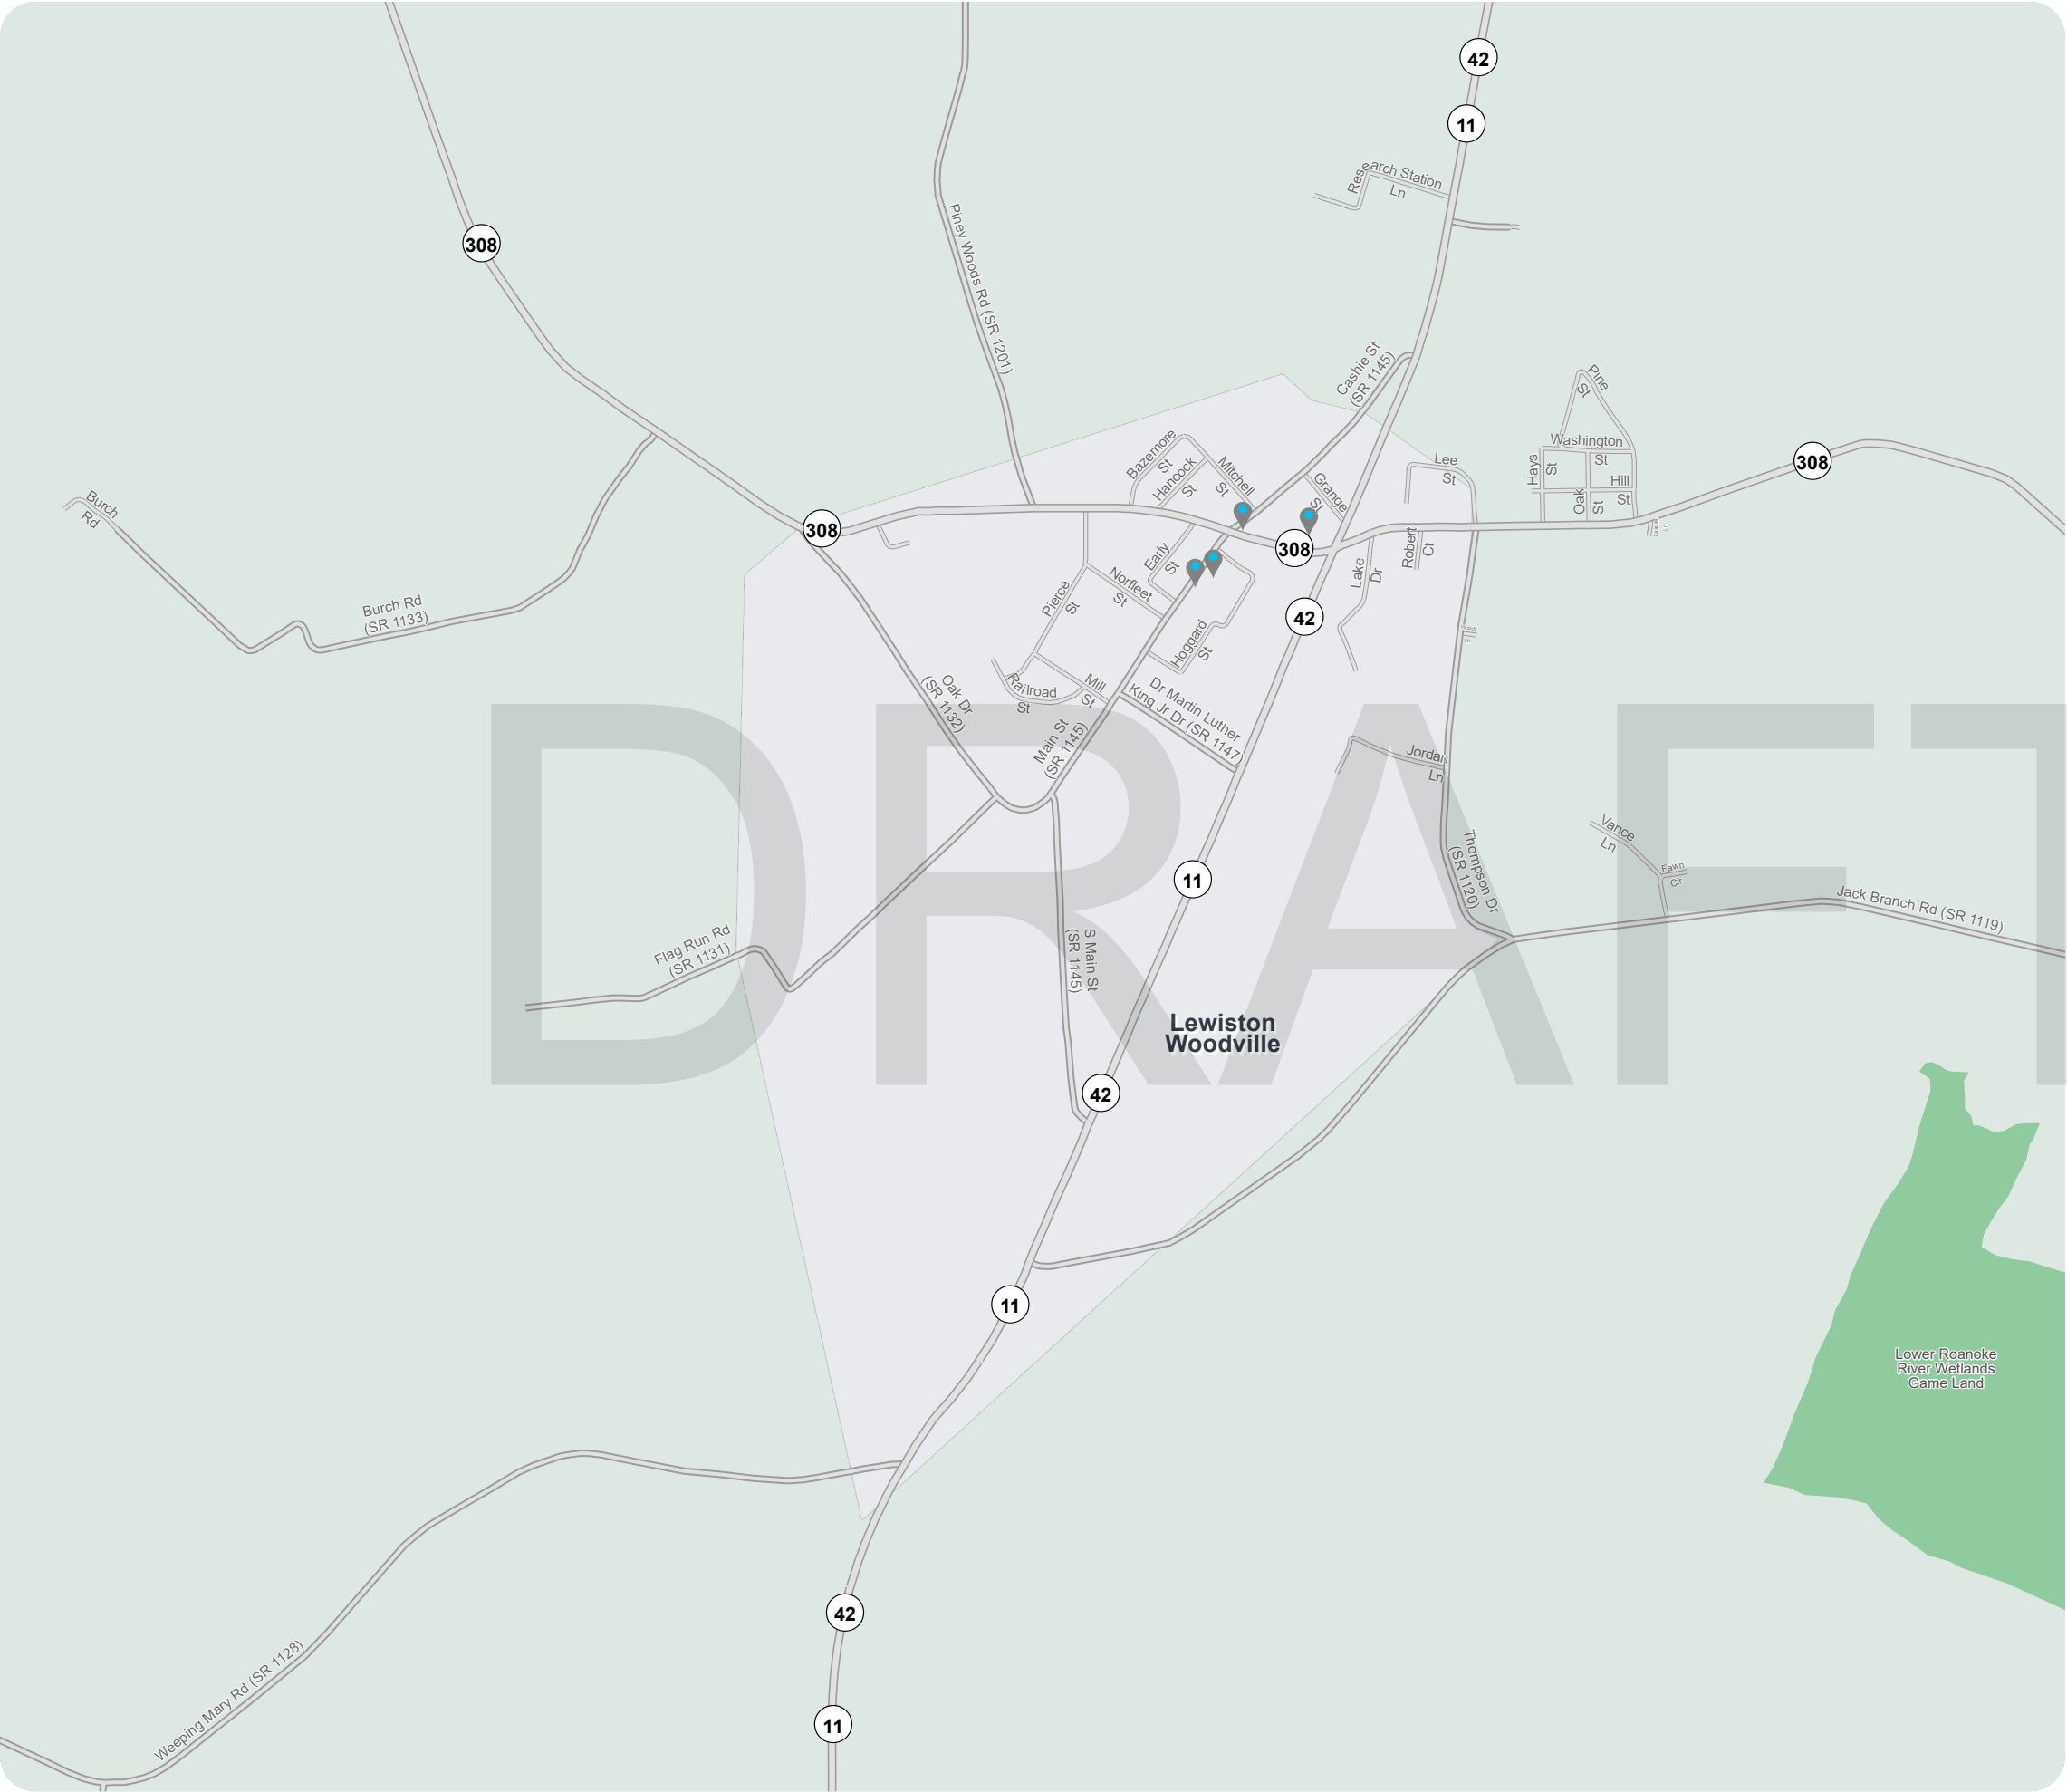 42
11
Research Station
Ln
308
Piney Woods Rd (SR 1201)
Cashie St
(SR 1145)
Pine
St
Washington
St
Hays
St
Oak
St
Hill
St
308
Bazemore
St
Hancock
St
Mitchell
St
Grange
St
Lee
St
Burch
Rd
308
308
Robert
Ct
Lake
Dr
Early
St
Norfleet
St
Pierce
St
Burch Rd
(SR 1133)
42
Hoggard
St
Oak Dr
(SR 1132)
Railroad
St
Mill
St
Dr Martin Luther
King Jr Dr (SR 1147)
Main St
(SR 1145)
Jordan
Ln
DRAFT
Vance
Ln
Fawn
Cir
Thompson Dr
(SR 1120)
11
Jack Branch Rd (SR 1119)
Flag Run Rd
(SR 1131)
S Main St
(SR 1145)
Lewiston
Woodville
42
11
Lower Roanoke
River Wetlands
Game Land
42
Weeping Mary Rd (SR 1128)
11